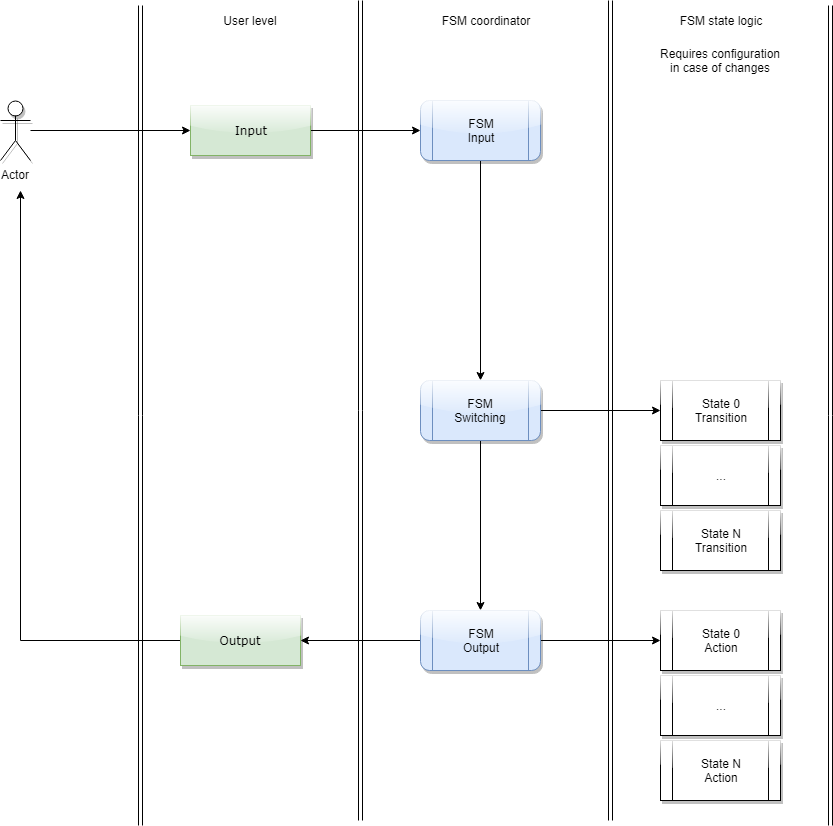 User level
FSM coordinator
FSM state logic
Requires configuration
in case of changes
Actor
Input
FSM
Input
FSM
Switching
State 0
Transition
...
State N
Transition
Output
FSM
Output
State 0
Action
...
State N
Action